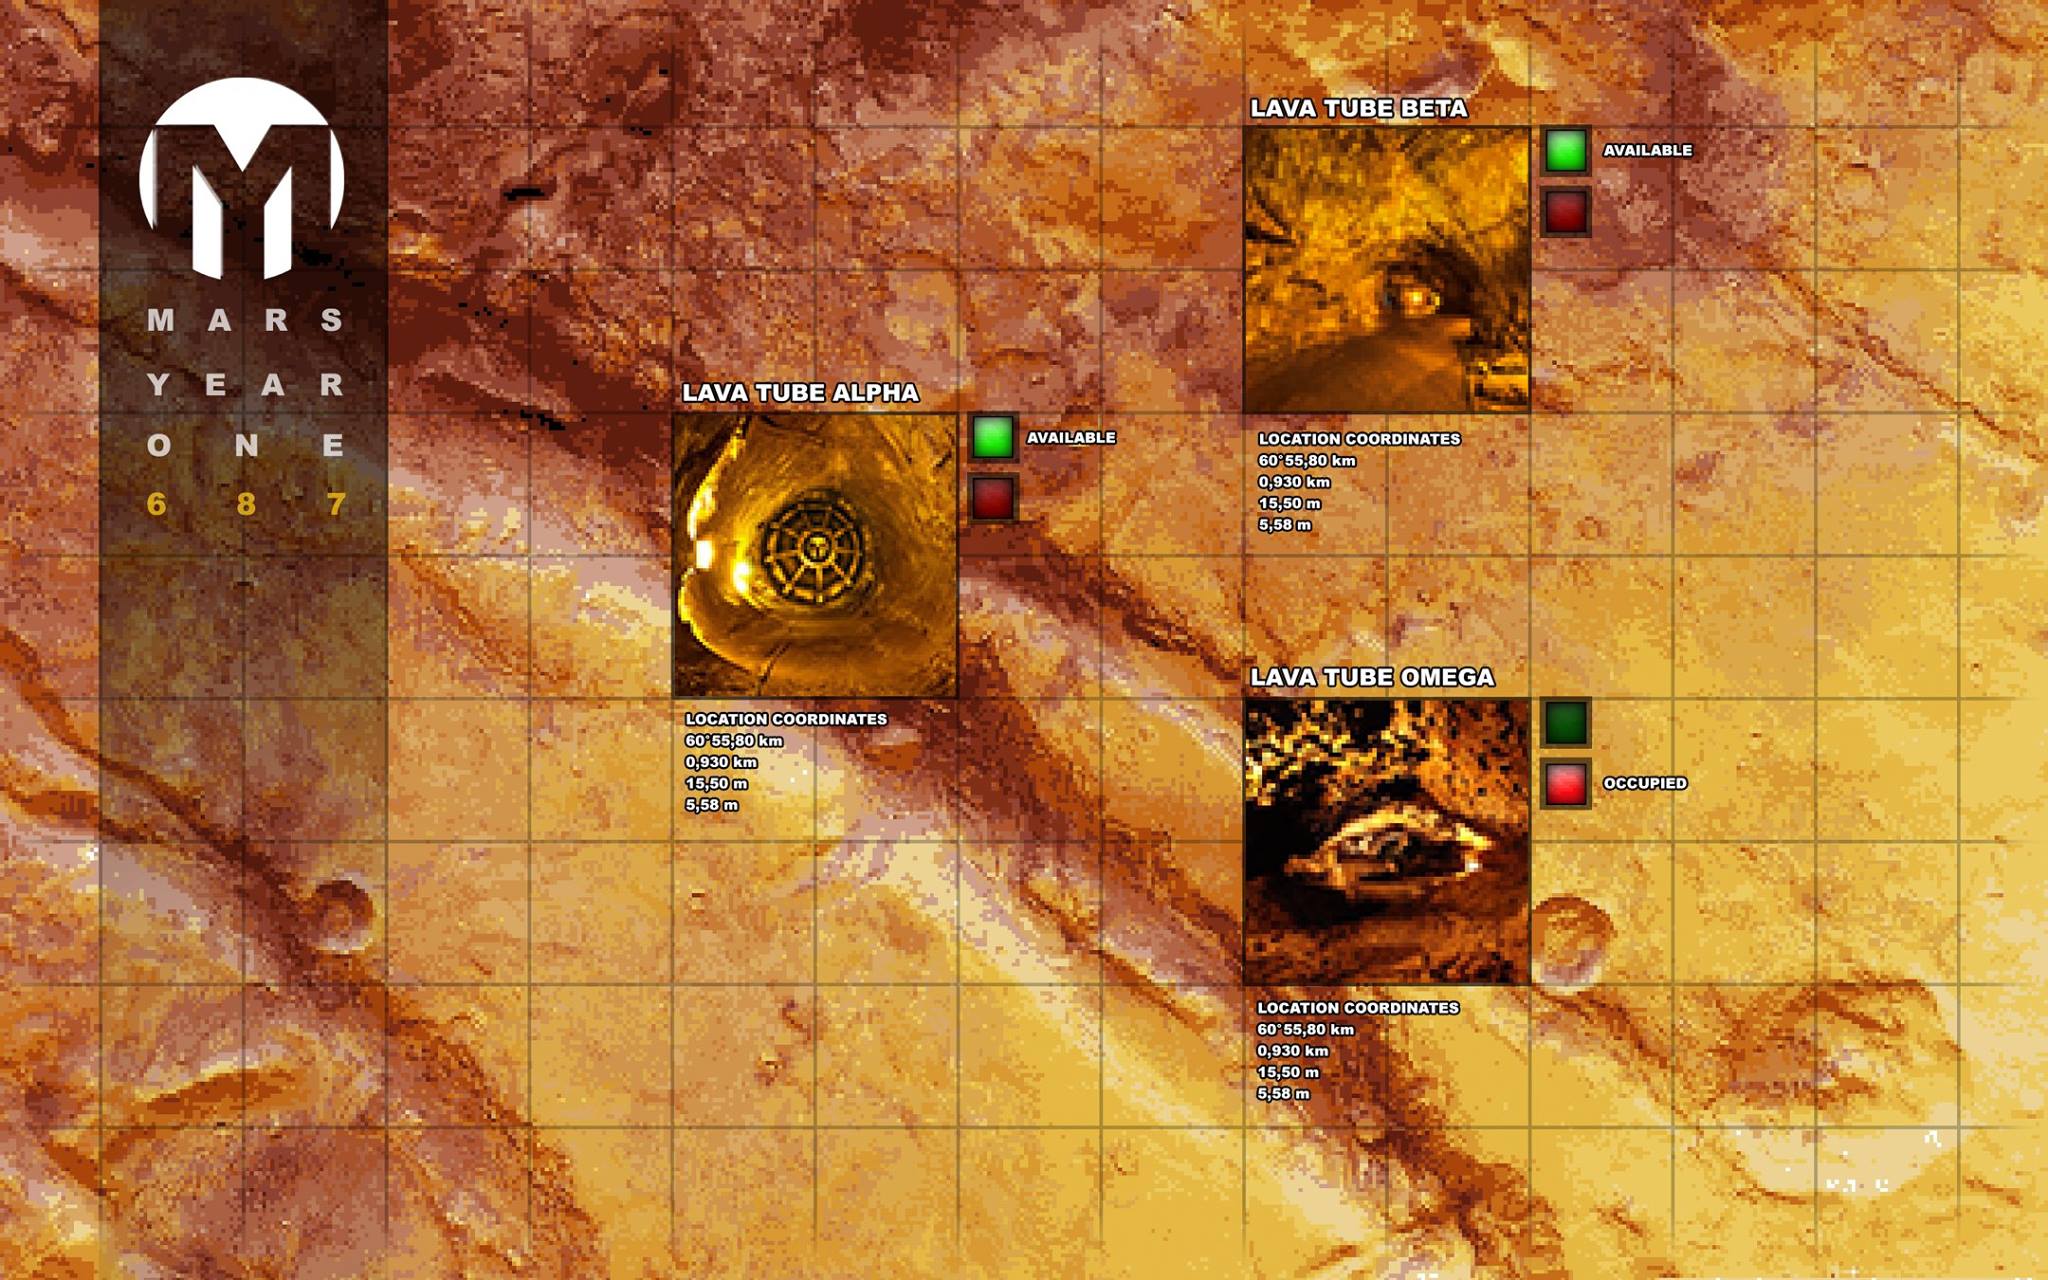 M A R S
Y E A R
O N E
6 8 7
LAVA TUBE ALPHA
AVAILABLE
LOCATION COORDINATES
60°55,80 km
0,930 km
15,50 m
5,58 m
LAVA TUBE BETA
AVAILABLE
LOCATION COORDINATES
60°55,80 km
0,930 km
15,50 m
5,58 m
LAVA TUBE OMEGA
OCCUPIED
LOCATION COORDINATES
60°55,80 km
0,930 km
15,50 m
5,58 m